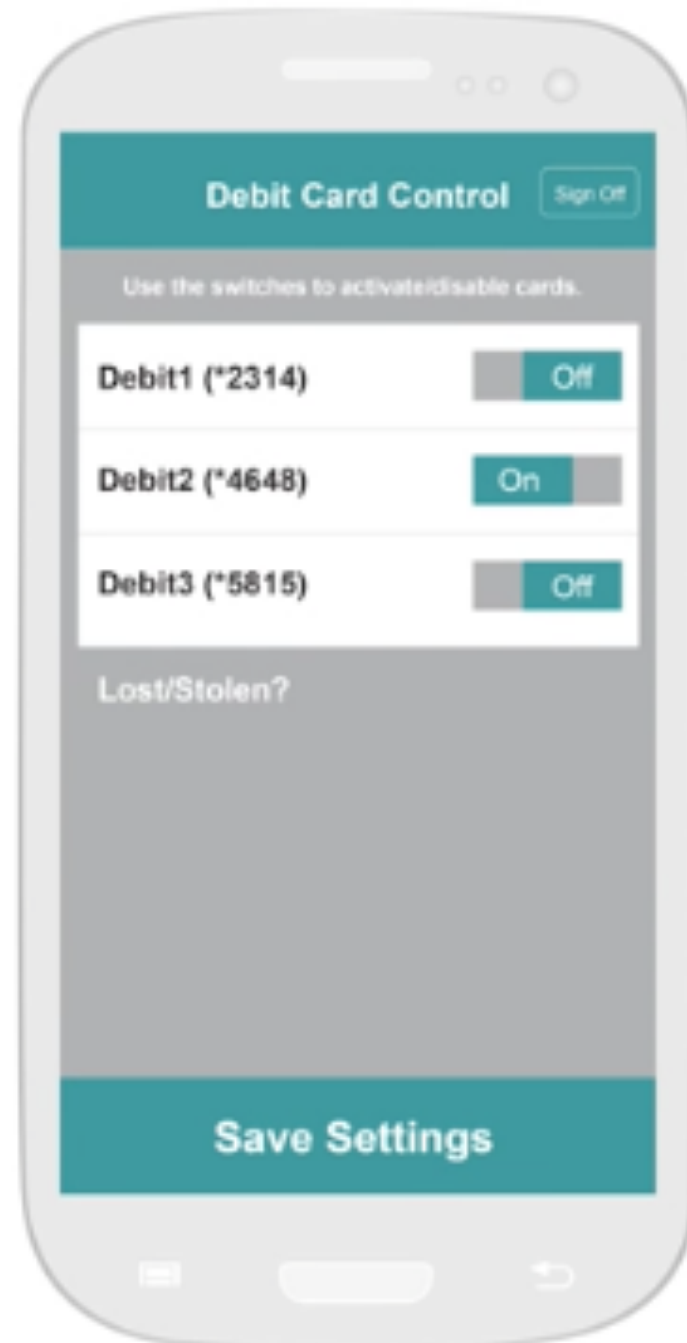 Debit Card Control
Sign Off
Use the switches to activate/disable cards.
Debit1 (*2314) Off
Debit2 (*4648) On
Debit3 (*5815) Off
Lost/Stolen?
Save Settings